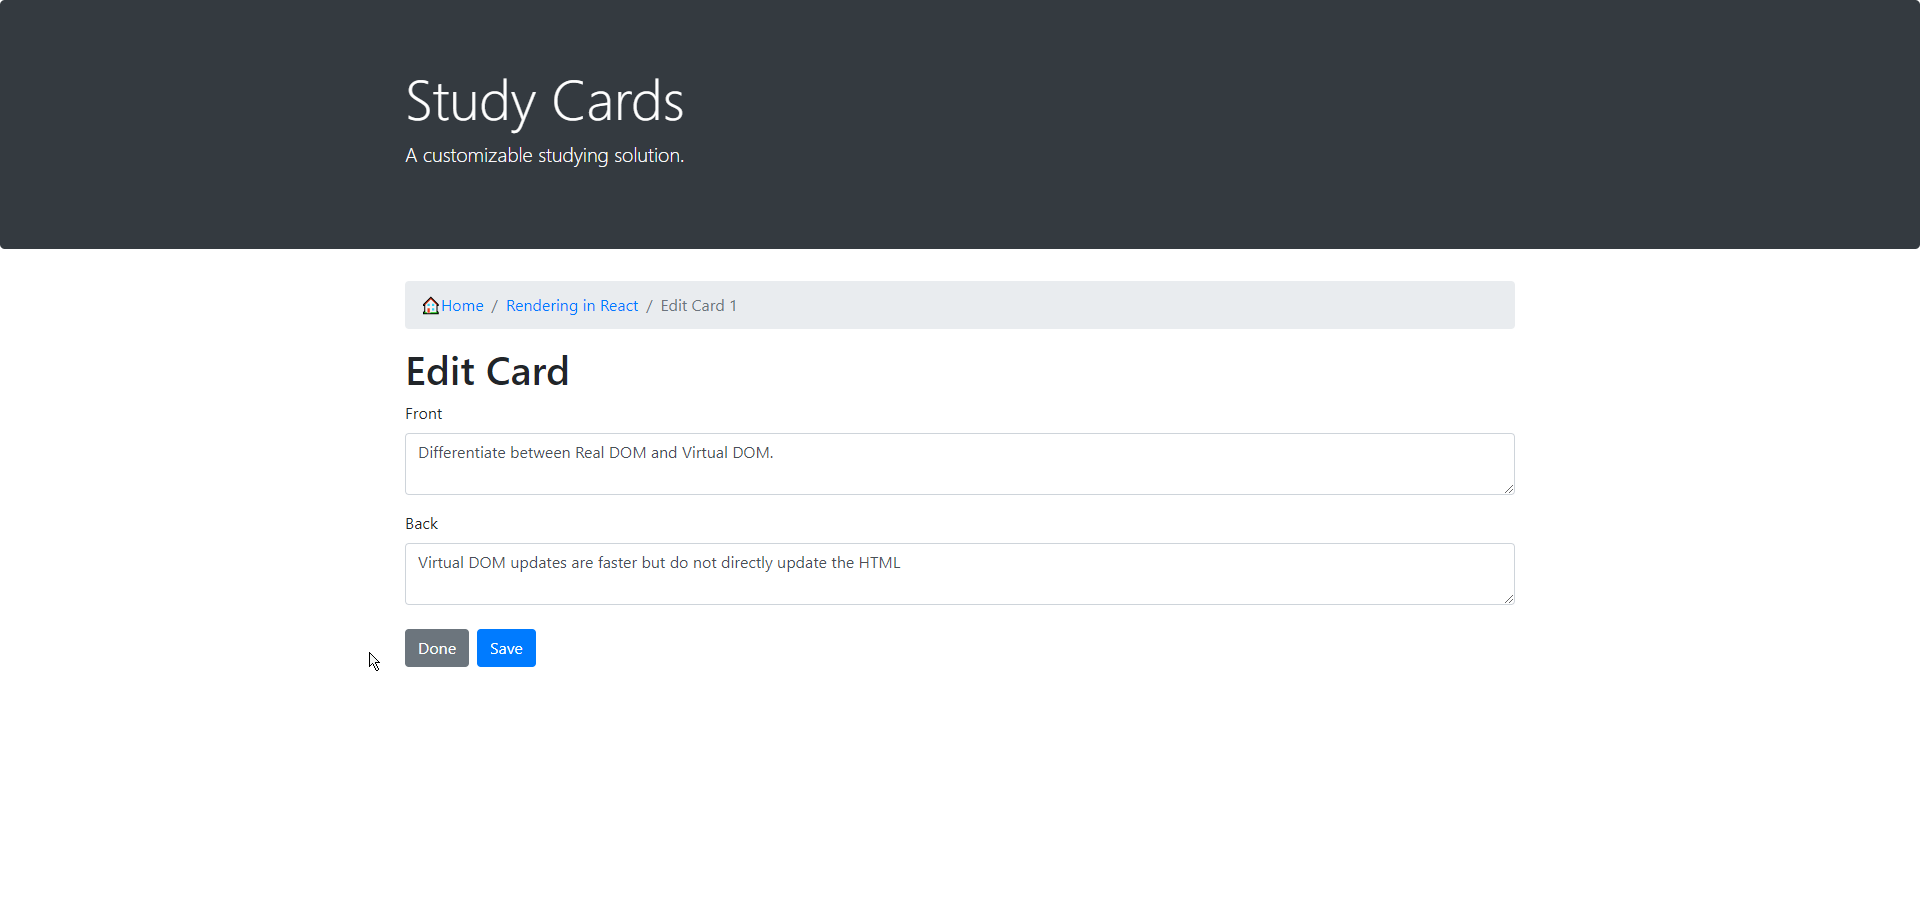 Study Cards
A customizable studying solution.
Home / Rendering in React / Edit Card 1
Edit Card
Front
Differentiate between Real DOM and Virtual DOM.
Back
Virtual DOM updates are faster but do not directly update the HTML
Done Save